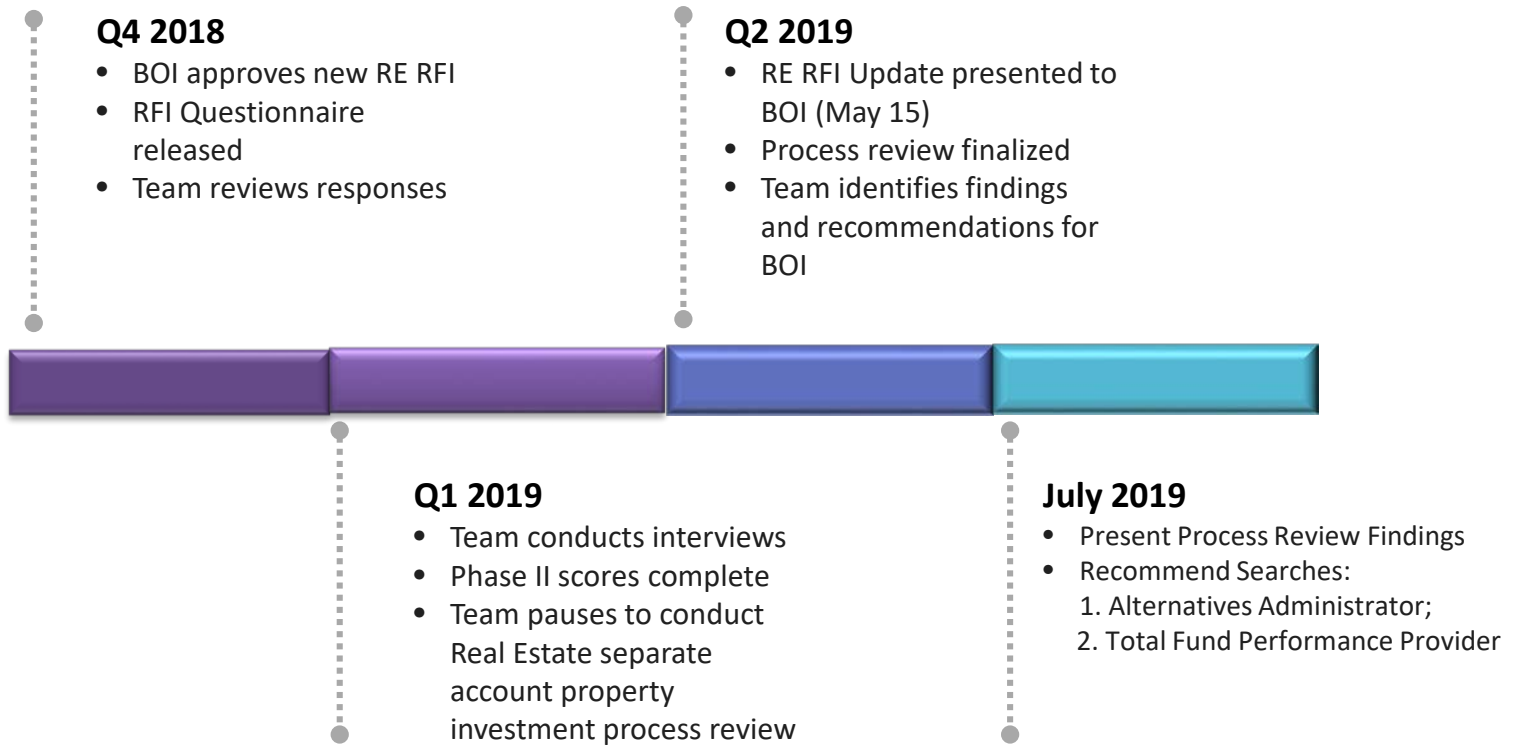 Q4 2018
• BOI approves new RE RFI
• RFI Questionnaire
released
• Team reviews responses
Q2 2019
• RE RFI Update presented to
BOI (May 15)
• Process review finalized
• Team identifies findings
and recommendations for
BOI
Q1 2019
• Team conducts interviews
• Phase II scores complete
• Team pauses to conduct
Real Estate separate
account property
investment process review
July 2019
• Present Process Review Findings
• Recommend Searches:
1. Alternatives Administrator;
2. Total Fund Performance Provider